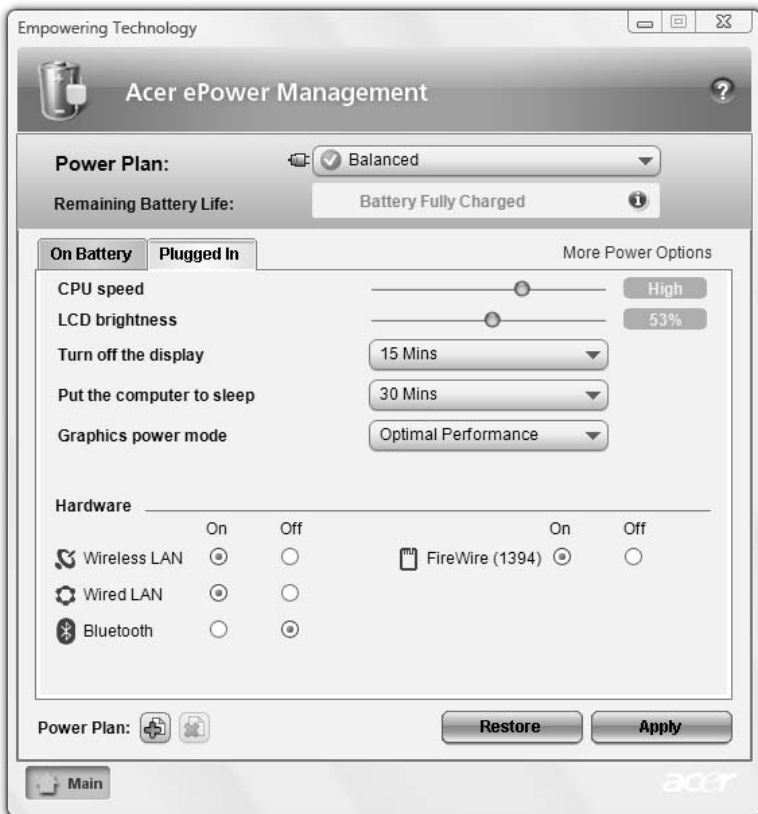 Empowering Technology
Acer ePower Management
Power Plan: Balanced
Remaining Battery Life: Battery Fully Charged
On Battery Plugged In More Power Options
CPU speed High
LCD brightness 53%
Turn off the display 15 Mins
Put the computer to sleep 30 Mins
Graphics power mode Optimal Performance
Hardware
On Off On Off
Wireless LAN FireWire (1394)
Wired LAN
Bluetooth
Power Plan: Restore Apply
Main acer